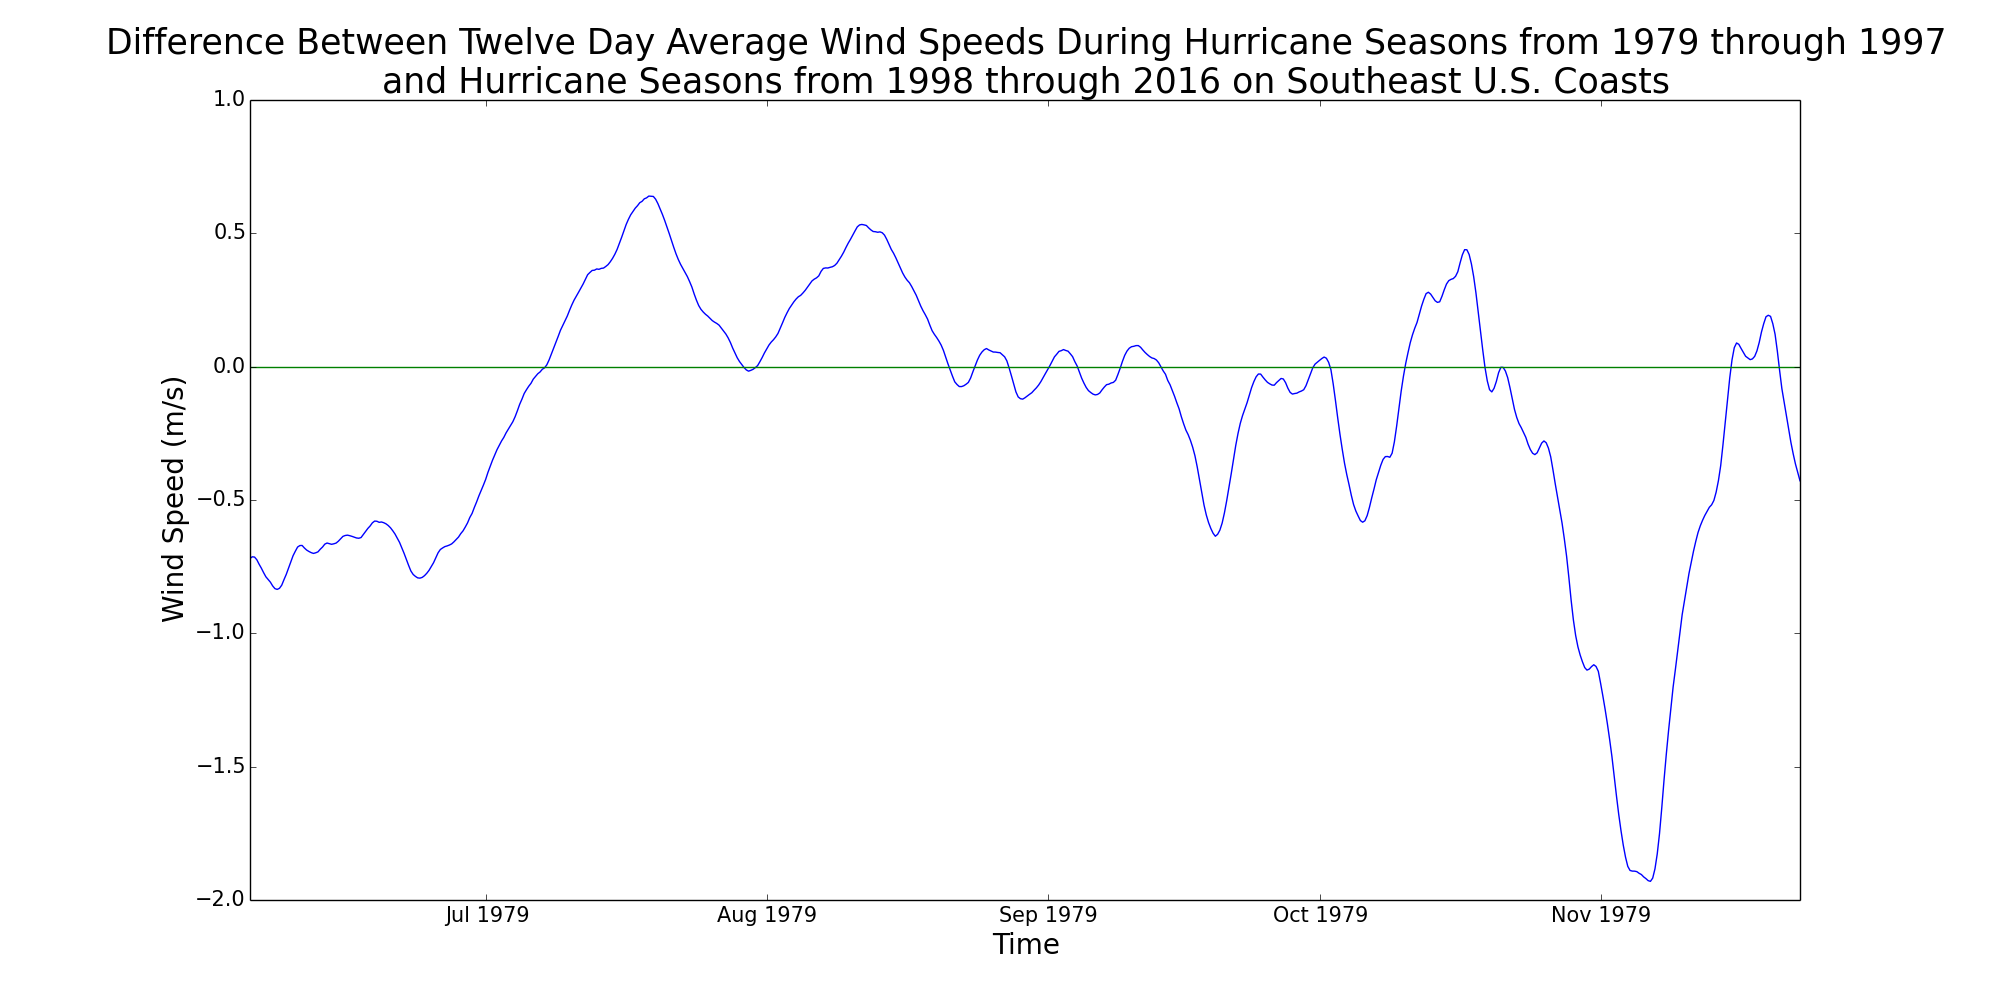 Difference Between Twelve Day Average Wind Speeds During Hurricane Seasons from 1979 through 1997
and Hurricane Seasons from 1998 through 2016 on Southeast U.S. Coasts
1.0
0.5
0.0
−0.5
−1.0
−1.5
−2.0
Wind Speed (m/s)
Jul 1979
Aug 1979
Sep 1979
Oct 1979
Nov 1979
Time